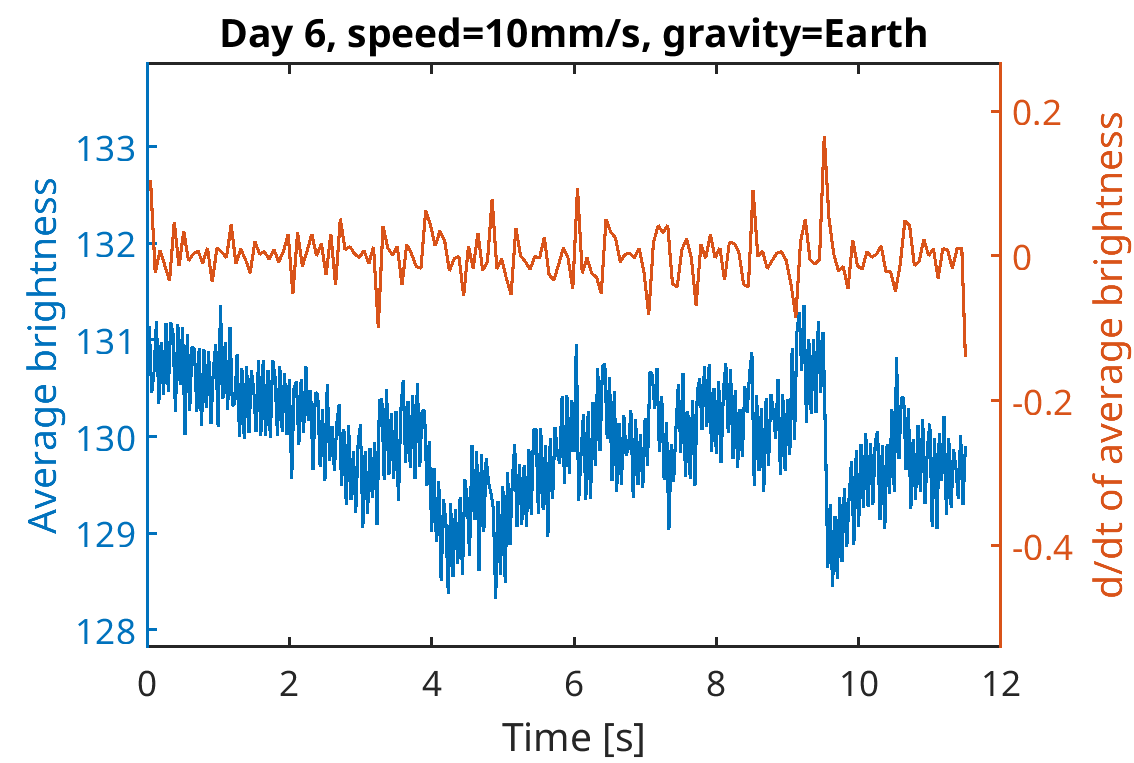 Day 6, speed=10mm/s, gravity=Earth
Average brightness
133
132
131
130
129
128
0.2
0
-0.2
-0.4
d/dt of average brightness
0 2 4 6 8 10 12
Time [s]